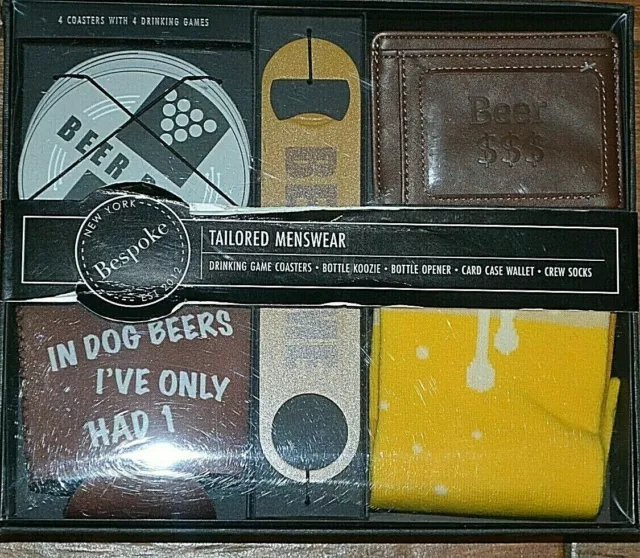 4 COASTERS WITH 4 DRINKING GAMES
BEER
Beer
$$$
NEW YORK
Bespoke
EST 2012
TAILORED MENSWEAR
DRINKING GAME COASTERS • BOTTLE KOOZIE • BOTTLE OPENER • CARD CASE WALLET • CREW SOCKS
IN DOG BEERS
I'VE ONLY
HAD 1